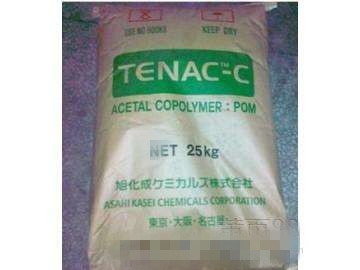 USE NO HOOKS KEEP DRY
TENAC™-C
ACETAL COPOLYMER : POM
NET 25kg
旭化成ケミカルズ株式会社
ASAHI KASEI CHEMICALS CORPORATION
東京・大阪・名古屋